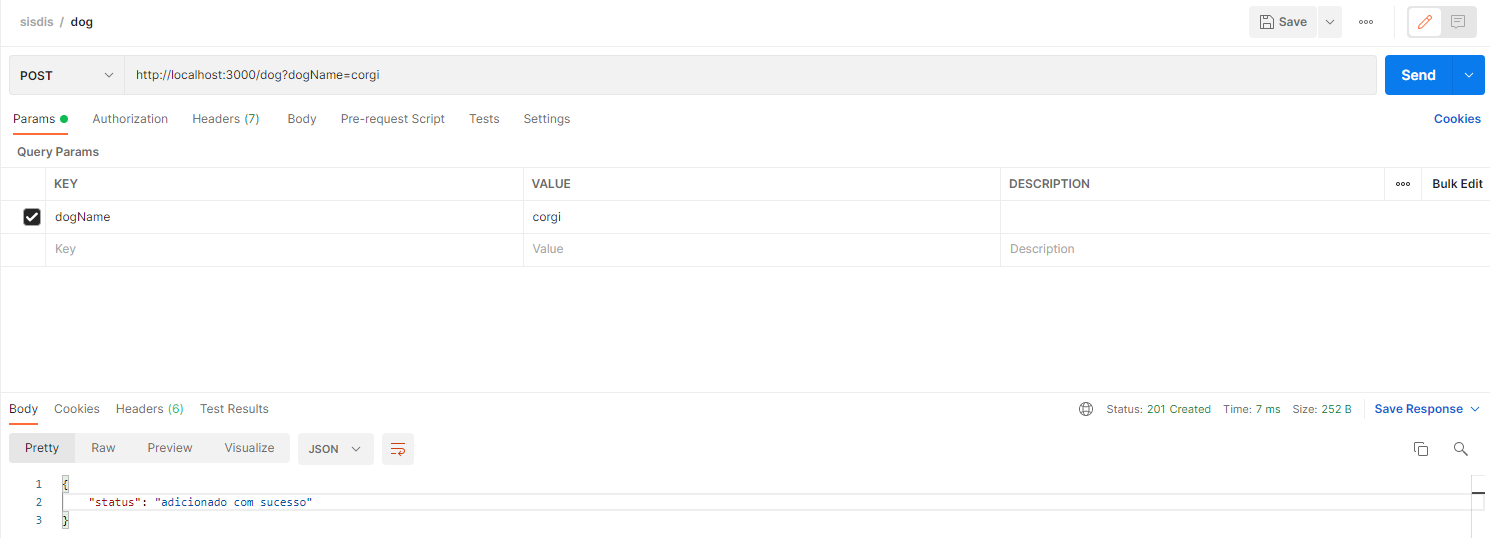 sisdis / dog
Save
POST http://localhost:3000/dog?dogName=corgi Send
Params Authorization Headers (7) Body Pre-request Script Tests Settings Cookies
Query Params
KEY VALUE DESCRIPTION Bulk Edit
dogName corgi
Key Value Description
Body Cookies Headers (6) Test Results Status: 201 Created Time: 7 ms Size: 252 B Save Response
Pretty Raw Preview Visualize JSON
1 {
2 "status": "adicionado com sucesso"
3 }